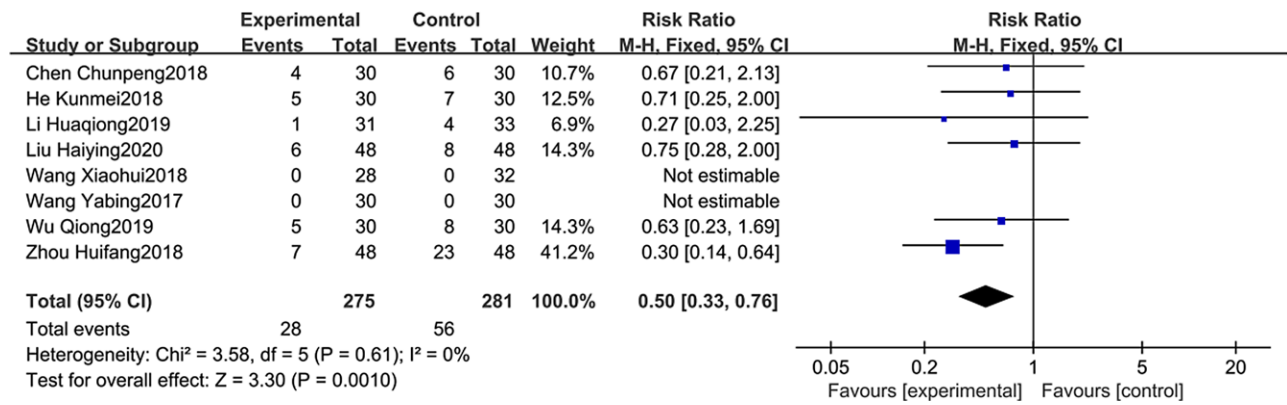 Experimental Control Risk Ratio Risk Ratio
Study or Subgroup Events Total Events Total Weight M-H, Fixed, 95% CI M-H, Fixed, 95% CI
Chen Chunpeng2018 4 30 6 30 10.7% 0.67 [0.21, 2.13]
He Kunmei2018 5 30 7 30 12.5% 0.71 [0.25, 2.00]
Li Huaqiong2019 1 31 4 33 6.9% 0.27 [0.03, 2.25]
Liu Haiying2020 6 48 8 48 14.3% 0.75 [0.28, 2.00]
Wang Xiaohui2018 0 28 0 32 Not estimable
Wang Yabing2017 0 30 0 30 Not estimable
Wu Qiong2019 5 30 8 30 14.3% 0.63 [0.23, 1.69]
Zhou Huifang2018 7 48 23 48 41.2% 0.30 [0.14, 0.64]
Total (95% CI) 275 281 100.0% 0.50 [0.33, 0.76]
Total events 28 56
Heterogeneity: Chi² = 3.58, df = 5 (P = 0.61); I² = 0%
Test for overall effect: Z = 3.30 (P = 0.0010)
0.05 0.2 1 5 20
Favours [experimental] Favours [control]